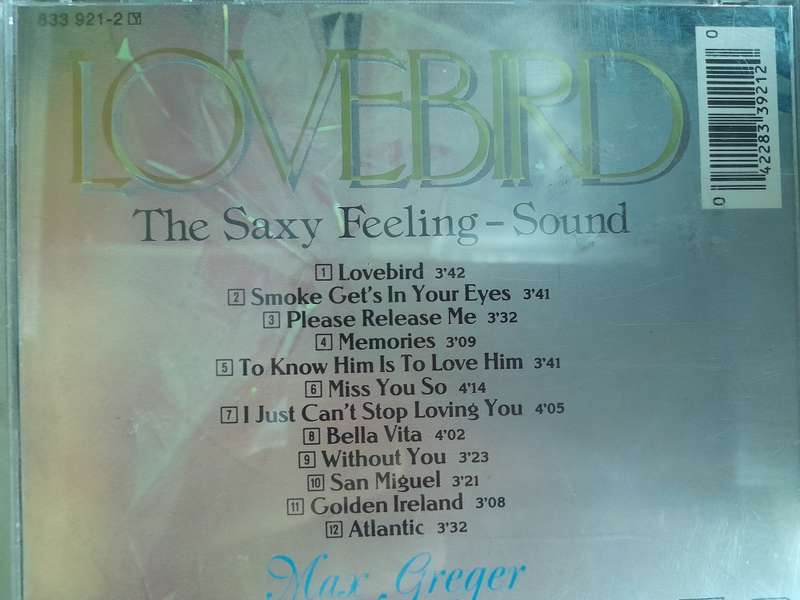 833 921-2
LOVEBIRD
The Saxy Feeling – Sound
1 Lovebird 3'42
2 Smoke Get's In Your Eyes 3'41
3 Please Release Me 3'32
4 Memories 3'09
5 To Know Him Is To Love Him 3'41
6 Miss You So 4'14
7 I Just Can't Stop Loving You 4'05
8 Bella Vita 4'02
9 Without You 3'23
10 San Miguel 3'21
11 Golden Ireland 3'08
12 Atlantic 3'32
Max Greger
0 42283 39212 0